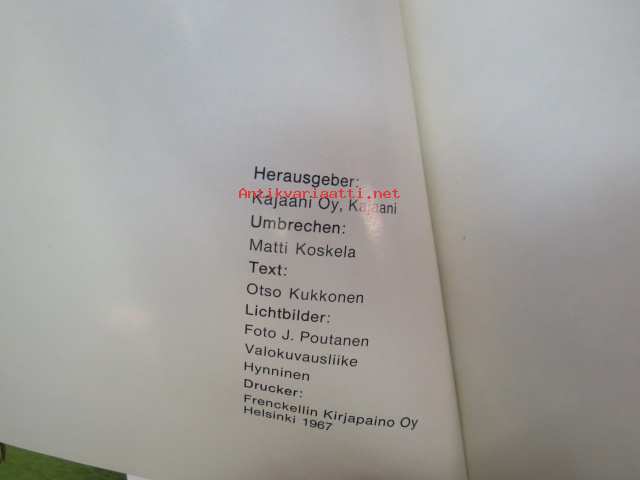 Herausgeber:
Antikvariaatti.net
Kajaani Oy, Kajaani
Umbrechen:
Matti Koskela
Text:
Otso Kukkonen
Lichtbilder:
Foto J. Poutanen
Valokuvausliike
Hynninen
Drucker:
Frenckellin Kirjapaino Oy
Helsinki 1967